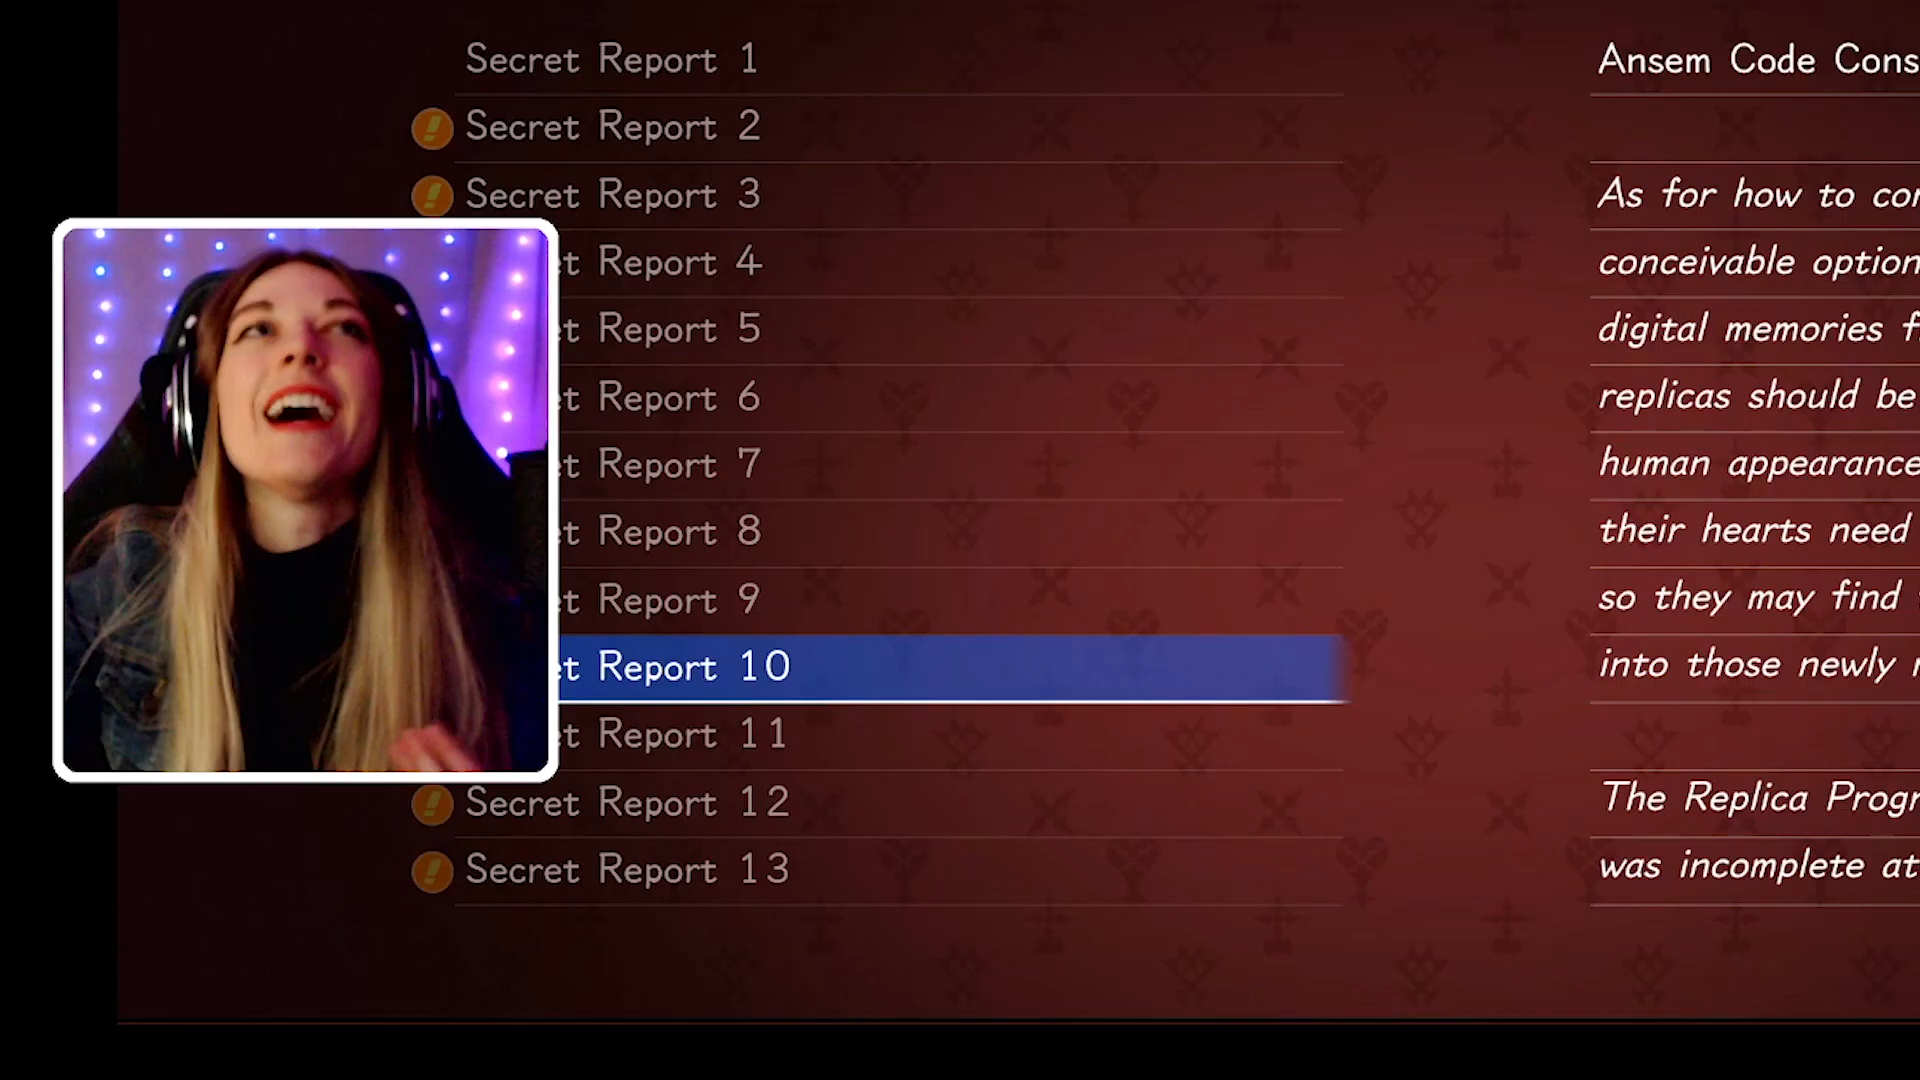 Secret Report 1
Secret Report 2
Secret Report 3
t Report 4
t Report 5
t Report 6
t Report 7
t Report 8
t Report 9
t Report 10
t Report 11
Secret Report 12
Secret Report 13
Ansem Code Cons
As for how to
conceivable option
digital memories
replicas should be
human appearance
their hearts need
so they may find
into those newly
The Replica Progr
was incomplete at